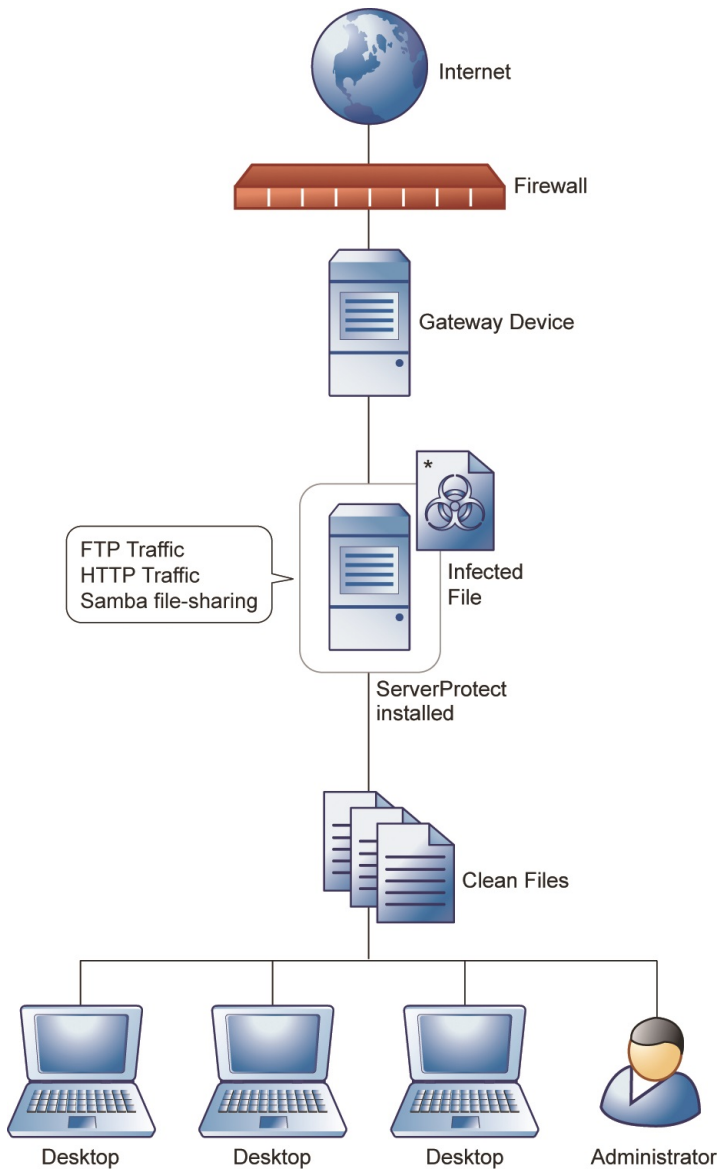 Internet
Firewall
Gateway Device
*
FTP Traffic
HTTP Traffic
Samba file-sharing
Infected
File
ServerProtect
installed
Clean Files
Desktop
Desktop
Desktop
Administrator